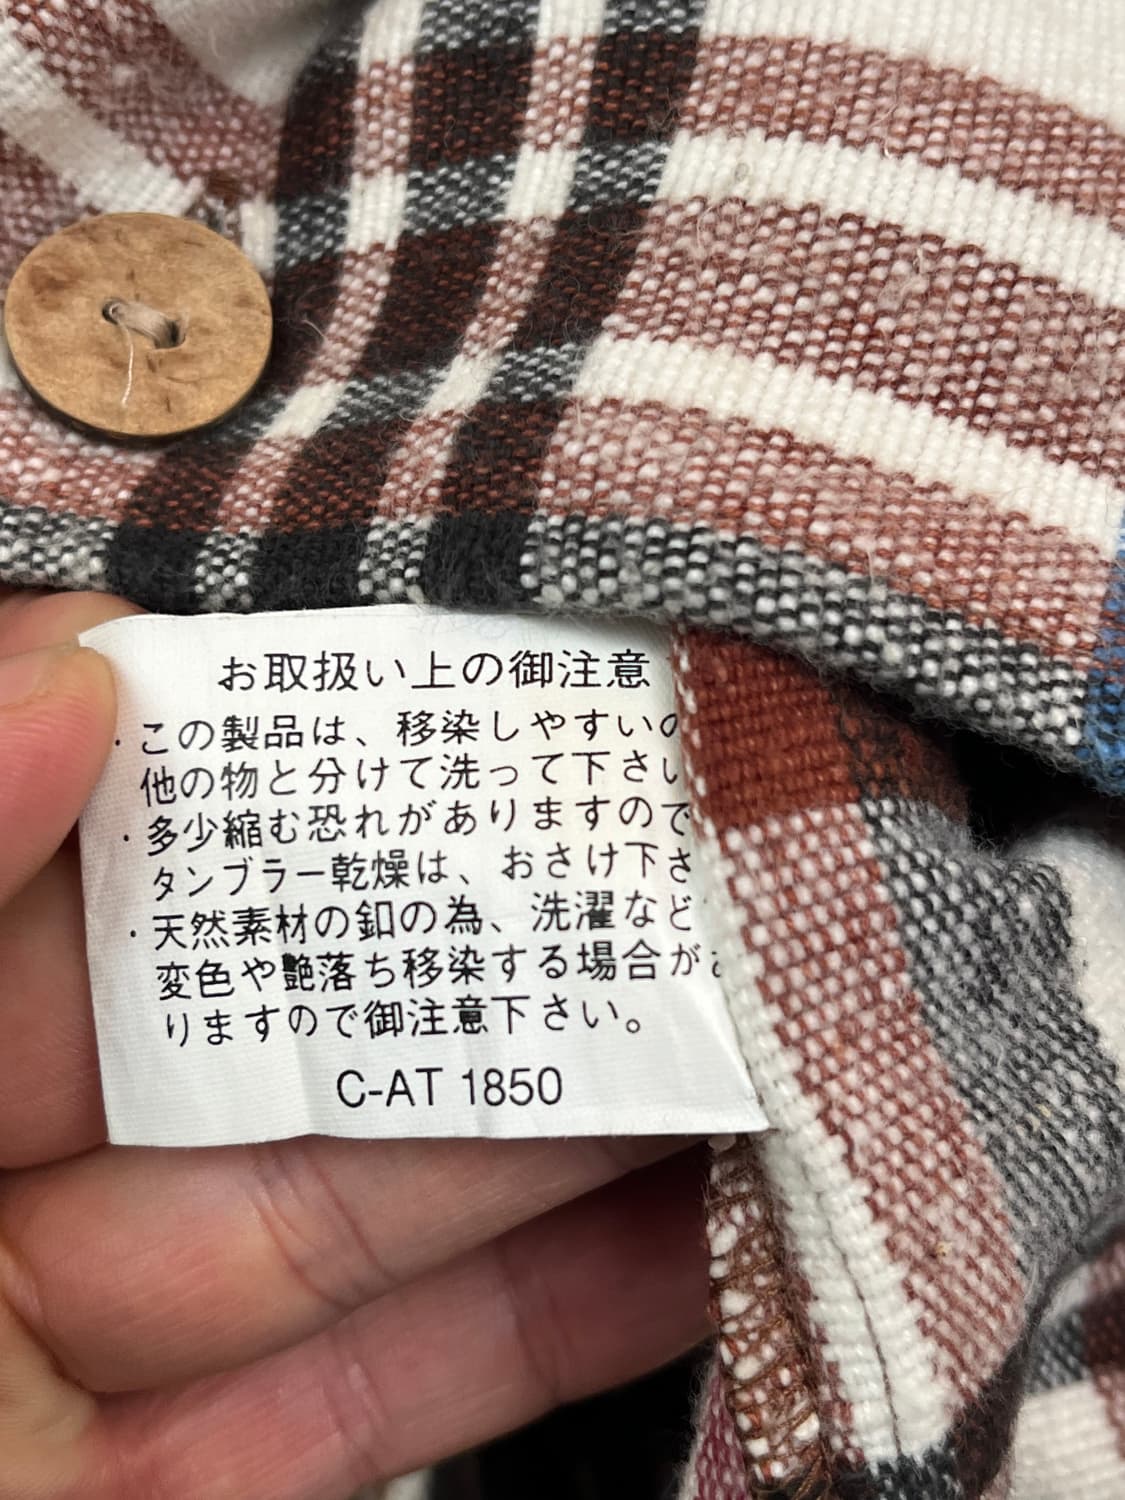 お取扱い上の御注意
・この製品は、移染しやすいの
他の物と分けて洗って下さい
・多少縮む恐れがありますので
タンブラー乾燥は、おさけ下さ
・天然素材の釦の為、洗濯など
変色や艶落ち移染する場合があ
りますので御注意下さい。
C-AT 1850